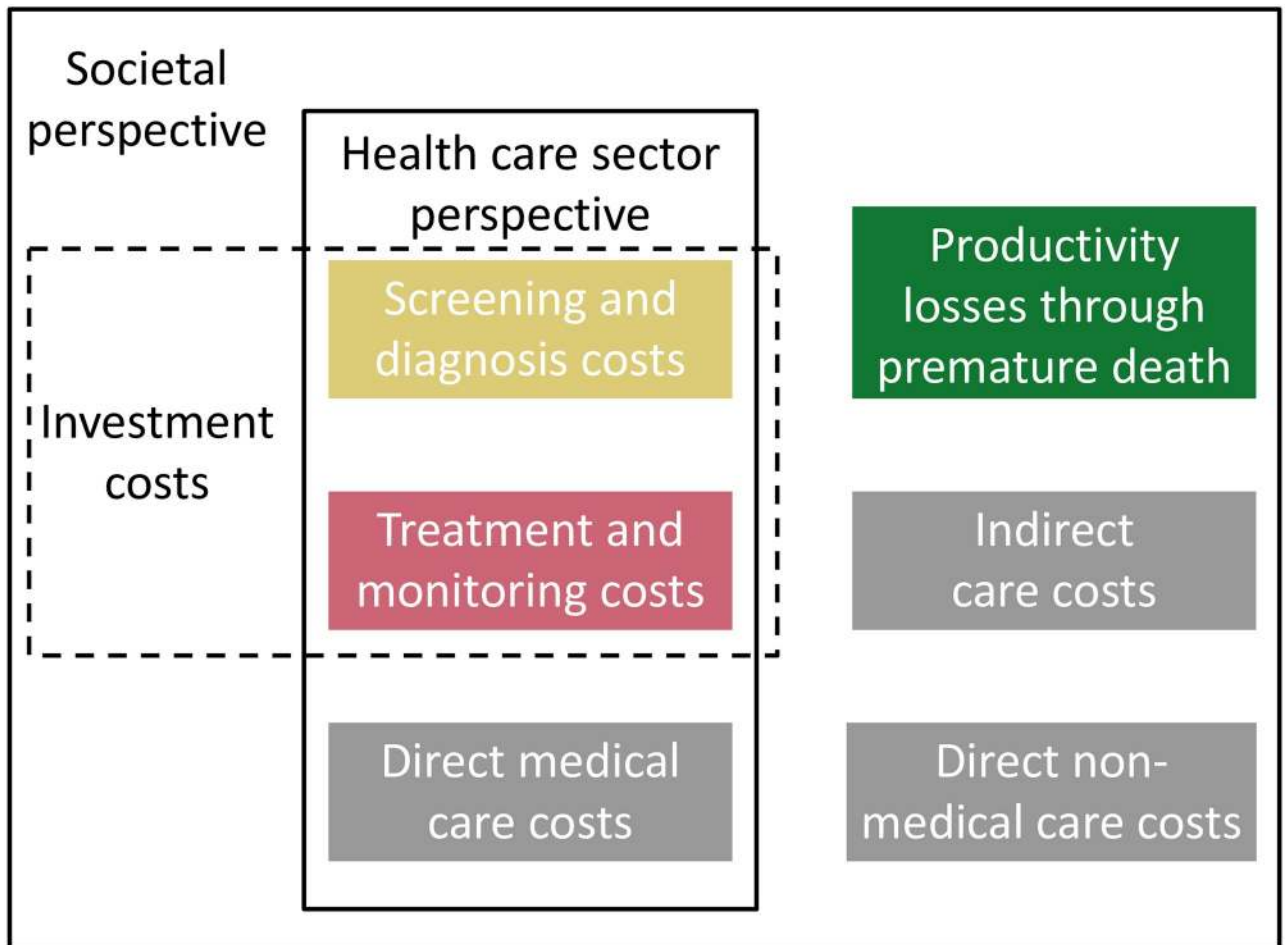 Societal
perspective
Health care sector
perspective
Screening and
diagnosis costs
Productivity
losses through
premature death
Investment
costs
Treatment and
monitoring costs
Indirect
care costs
Direct medical
care costs
Direct non-
medical care costs